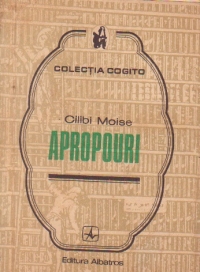 COLECȚIA COGITO
Cilibi Moise
APROPOURI
Editura Albatros